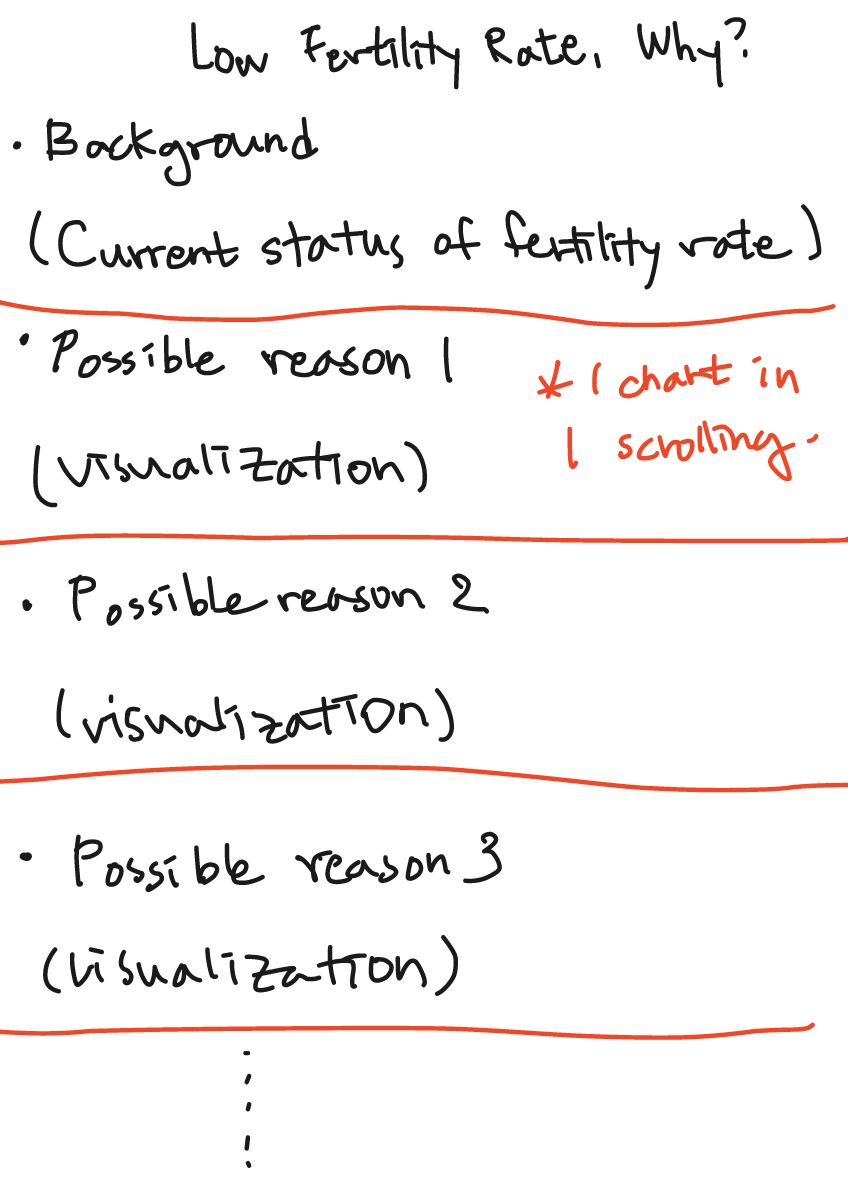 Low Fertility Rate, Why?
• Background
(Current status of fertility rate)
• Possible reason 1
* 1 chart in
1 scrolling.
(visualization)
• Possible reason 2
(visualization)
• Possible reason 3
(visualization)